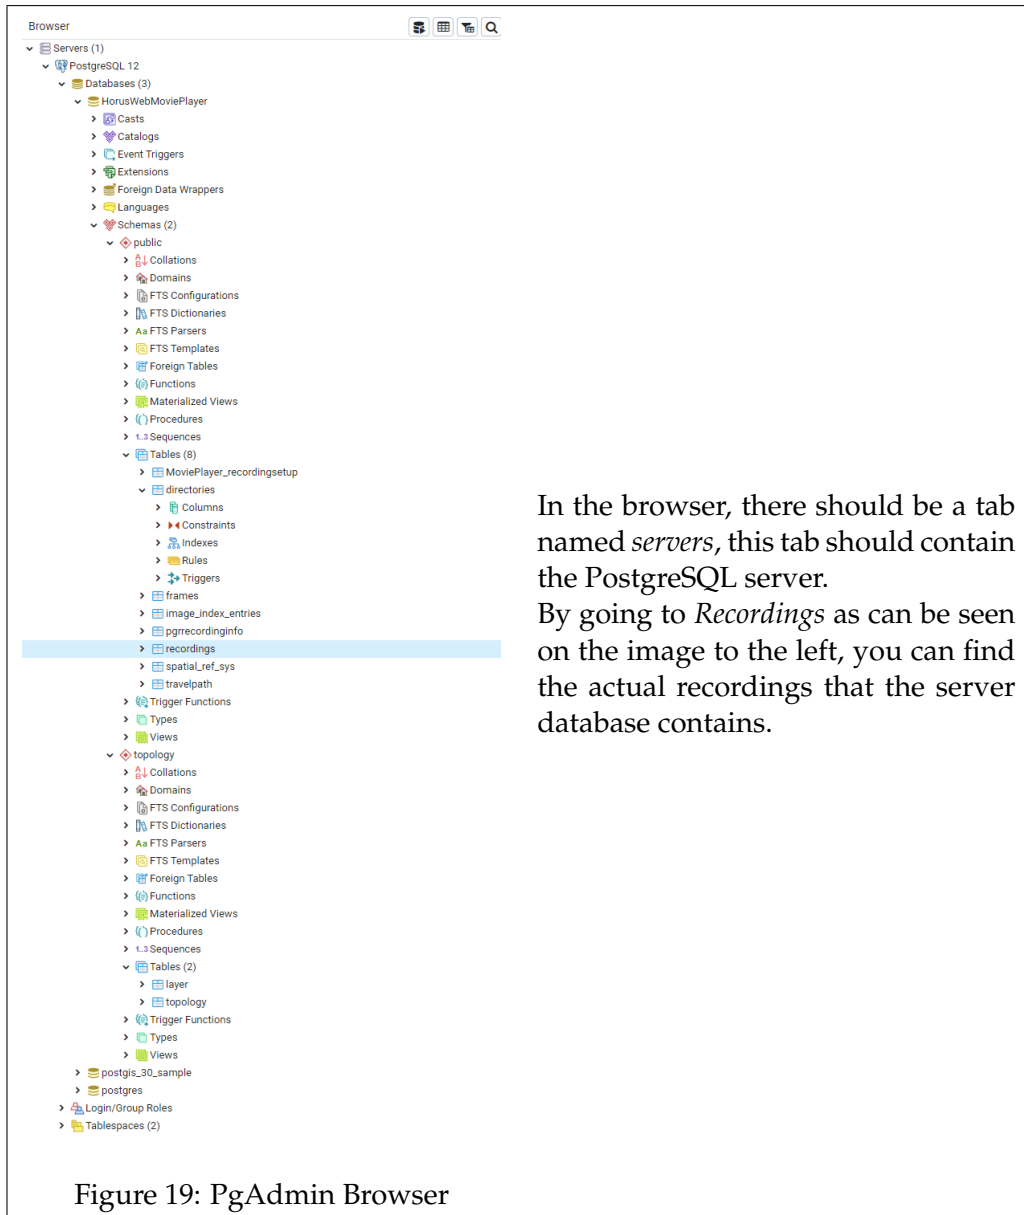 Browser
Servers (1)
PostgreSQL 12
Databases (3)
HorusWebMoviePlayer
Casts
Catalogs
Event Triggers
Extensions
Foreign Data Wrappers
Languages
Schemas (2)
public
Collations
Domains
FTS Configurations
FTS Dictionaries
Aa FTS Parsers
FTS Templates
Foreign Tables
Functions
Materialized Views
Procedures
1..3 Sequences
Tables (8)
MoviePlayer_recordingsetup
directories
Columns
Constraints
Indexes
Rules
Triggers
frames
image_index_entries
pgrrecordinginfo
recordings
spatial_ref_sys
travelpath
Trigger Functions
Types
Views
topology
Collations
Domains
FTS Configurations
FTS Dictionaries
Aa FTS Parsers
FTS Templates
Foreign Tables
Functions
Materialized Views
Procedures
1..3 Sequences
Tables (2)
layer
topology
Trigger Functions
Types
Views
postgis_30_sample
postgres
Login/Group Roles
Tablespaces (2)
In the browser, there should be a tab
named servers, this tab should contain
the PostgreSQL server.
By going to Recordings as can be seen
on the image to the left, you can find
the actual recordings that the server
database contains.
Figure 19: PgAdmin Browser